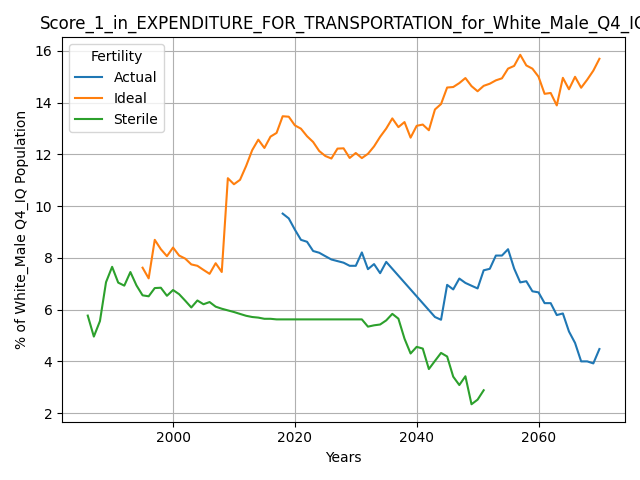 Score_1_in_EXPENDITURE_FOR_TRANSPORTATION_for_White_Male_Q4_IQ
Fertility
Actual
Ideal
Sterile
% of White_Male Q4_IQ Population
16
14
12
10
8
6
4
2
2000 2020 2040 2060
Years